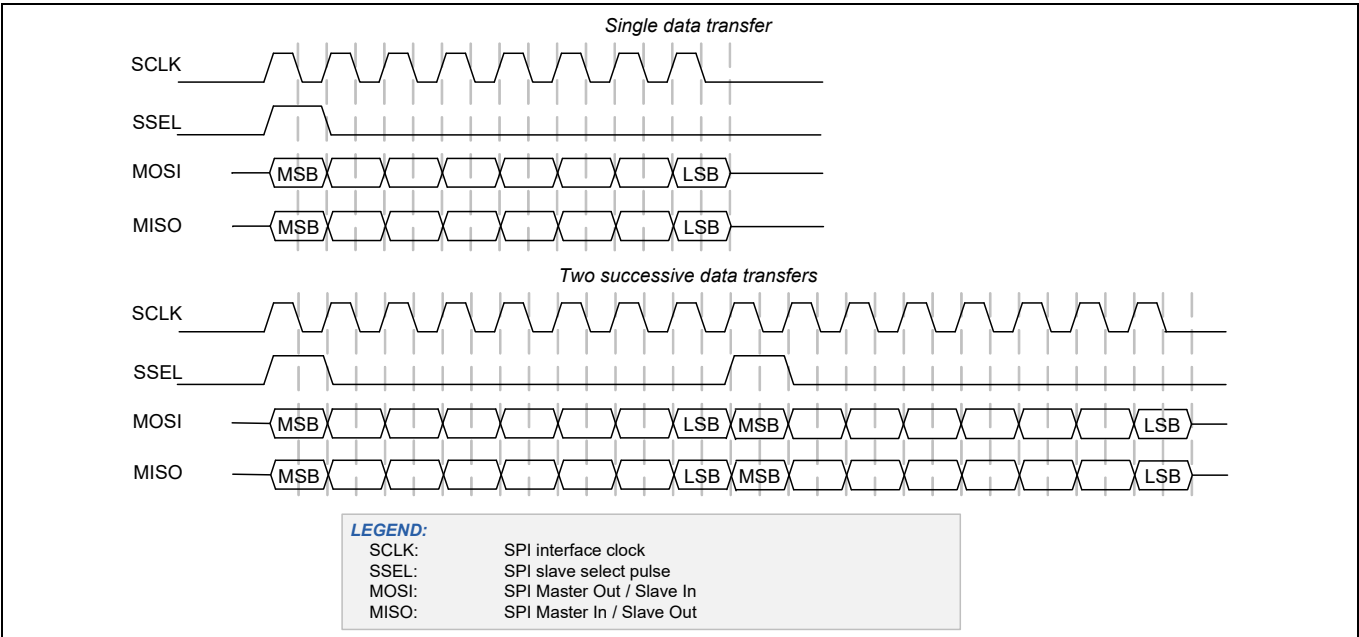 Single data transfer
SCLK
SSEL
MOSI MSB LSB
MISO MSB LSB
Two successive data transfers
SCLK
SSEL
MOSI MSB LSB MSB LSB
MISO MSB LSB MSB LSB
LEGEND:
SCLK: SPI interface clock
SSEL: SPI slave select pulse
MOSI: SPI Master Out / Slave In
MISO: SPI Master In / Slave Out